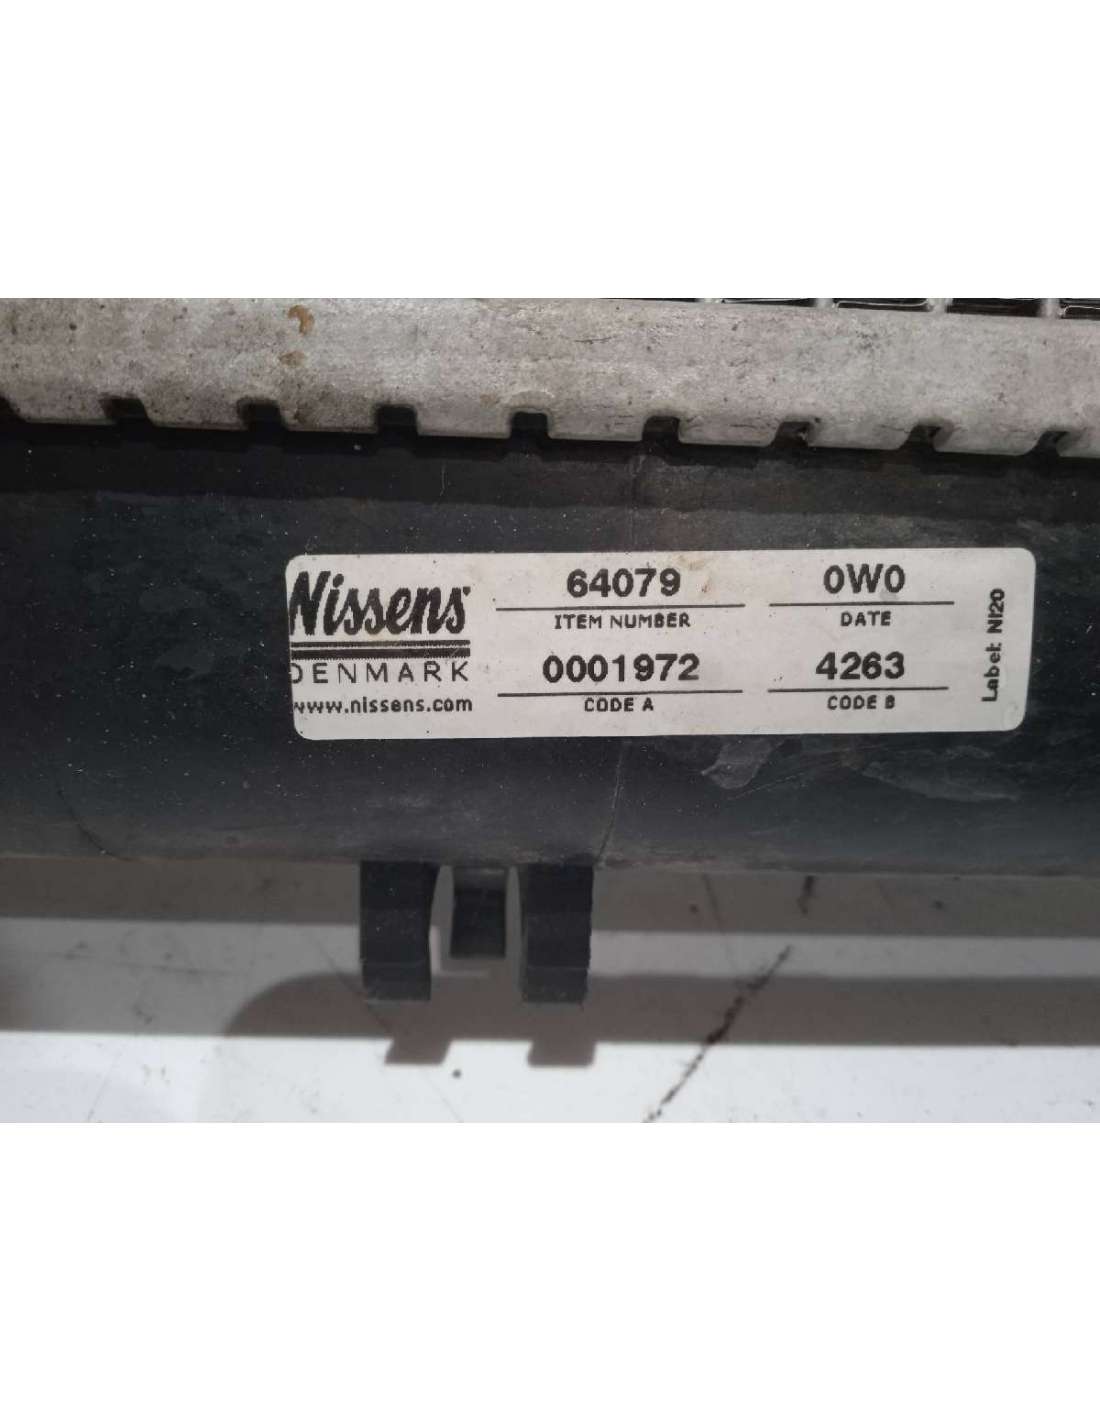 Nissens
DENMARK
www.nissens.com
64079
ITEM NUMBER
0W0
DATE
0001972
CODE A
4263
CODE B
Label: NI20